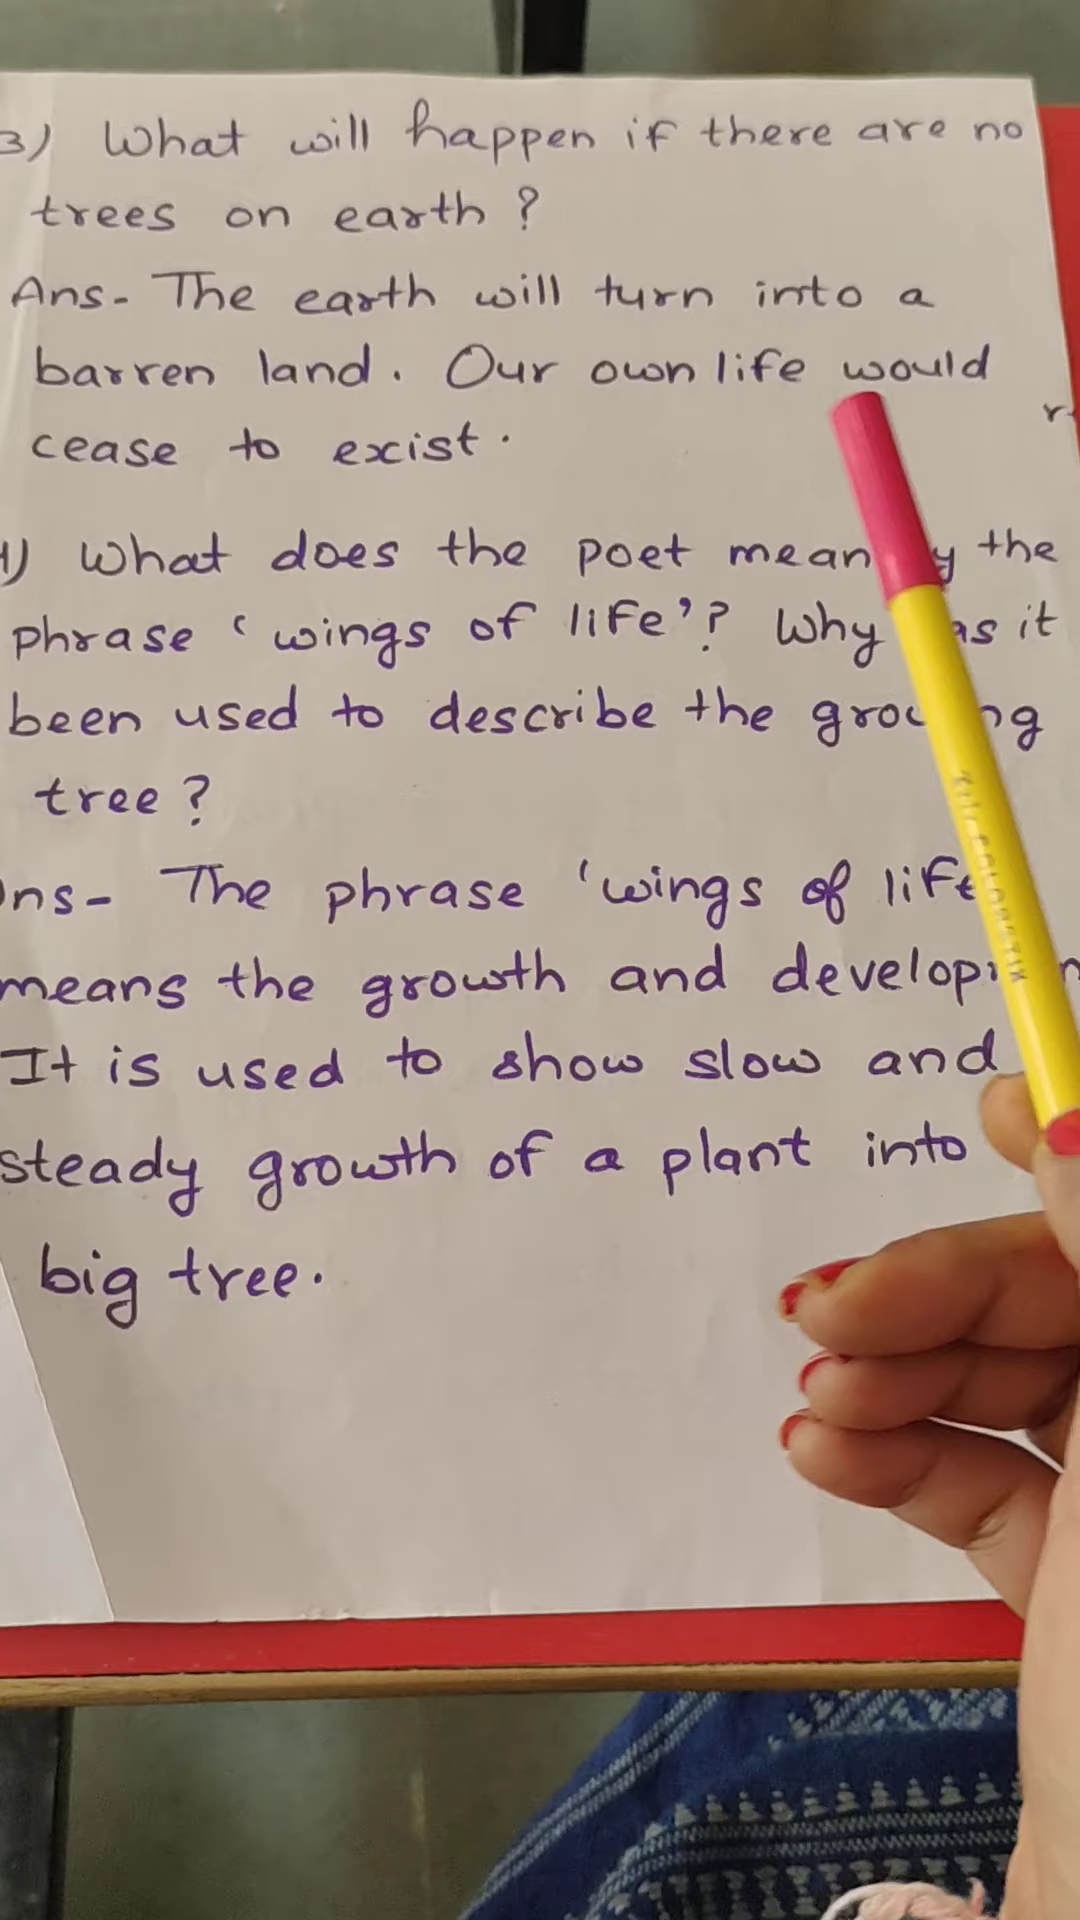 3) What will happen if there are no
trees on earth ?
Ans- The earth will turn into a
barren land. Our own life would
cease to exist.
What does the poet mean the
phrase 'wings of life'? Why it
been used to describe the
tree ?
The phrase 'wings of life
means the growth and
It is used to show slow and
steady growth of a plant into
big tree.